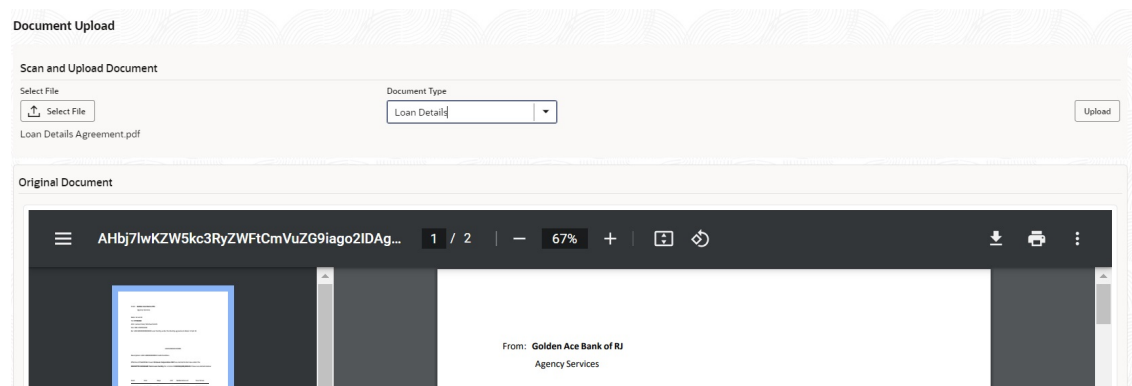 Document Upload
Scan and Upload Document
Select File
Document Type
Select File
Loan Details
Upload
Loan Details Agreement.pdf
Original Document
AHbj7lwKZW5kc3RyZWFtCmVuZG9iago2IDAg... 1 / 2 67%
From: Golden Ace Bank of RJ
Agency Services